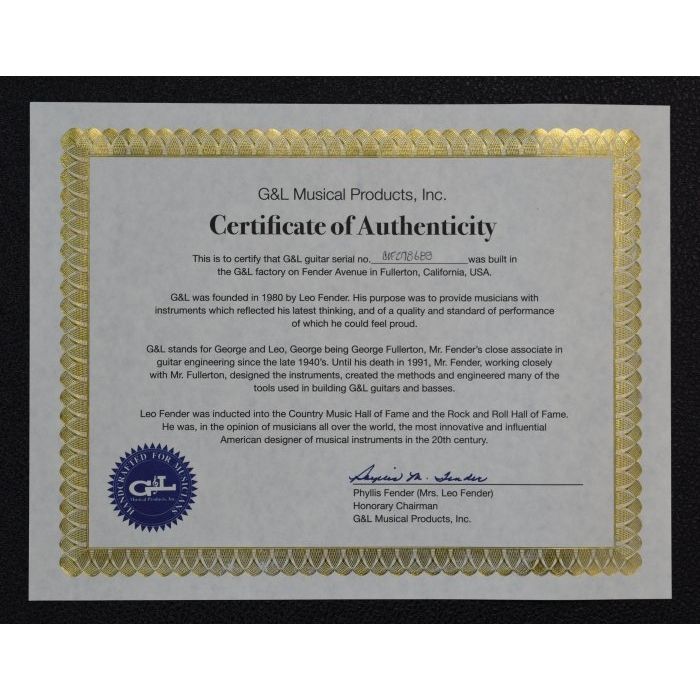 G&L Musical Products, Inc.
Certificate of Authenticity
This is to certify that G&L guitar serial no. was built in
the G&L factory on Fender Avenue in Fullerton, California, USA.
G&L was founded in 1980 by Leo Fender. His purpose was to provide musicians with
instruments which reflected his latest thinking, and of a quality and standard of performance
of which he could feel proud.
G&L stands for George and Leo, George being George Fullerton, Mr. Fender's close associate in
guitar engineering since the late 1940's. Until his death in 1991, Mr. Fender, working closely
with Mr. Fullerton, designed the instruments, created the methods and engineered many of the
tools used in building G&L guitars and basses.
Leo Fender was inducted into the Country Music Hall of Fame and the Rock and Roll Hall of Fame.
He was, in the opinion of musicians all over the world, the most innovative and influential
American designer of musical instruments in the 20th century.
HANDCRAFTED FOR MUSICIANS
G&L
Musical Products, Inc.
Phyllis M. Fender
Phyllis Fender (Mrs. Leo Fender)
Honorary Chairman
G&L Musical Products, Inc.